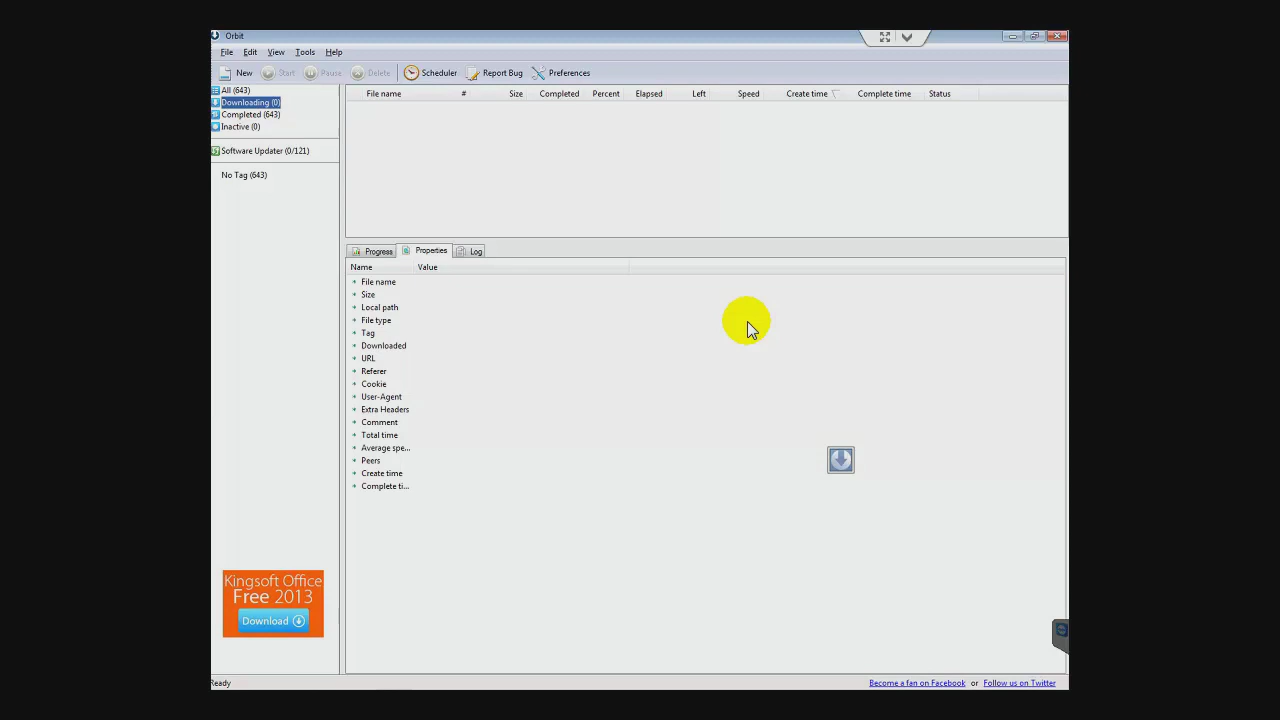 Orbit
File Edit View Tools Help
New Start Pause Delete Scheduler Report Bug Preferences
All (643)
Downloading (0)
Completed (643)
Inactive (0)
Software Updater (0/121)
No Tag (643)
File name # Size Completed Percent Elapsed Left Speed Create time Complete time Status
Progress Properties Log
Name Value
File name
Size
Local path
File type
Tag
Downloaded
URL
Referer
Cookie
User-Agent
Extra Headers
Comment
Total time
Average spe...
Peers
Create time
Complete ti...
Kingsoft Office
Free 2013
Download
Ready
Become a fan on Facebook or Follow us on Twitter